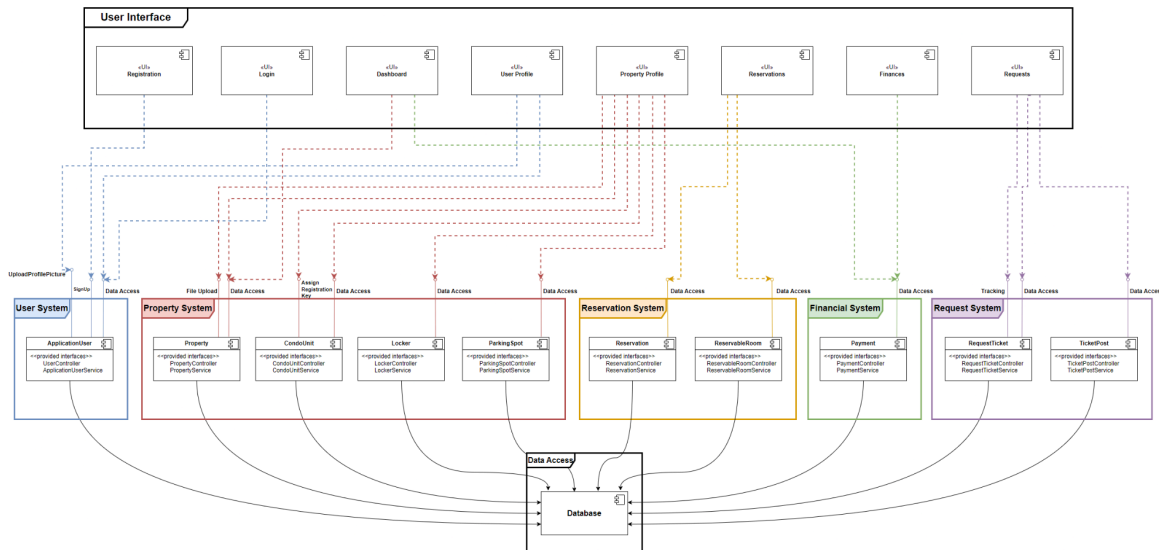 User Interface
«UI»
Registration
«UI»
Login
«UI»
Dashboard
«UI»
User Profile
«UI»
Property Profile
«UI»
Reservations
«UI»
Finances
«UI»
Requests
UploadProfilePicture
SignUp
Data Access
File Upload
Data Access
Assign
Registration
Key
Data Access
Data Access
Data Access
Data Access
Data Access
Data Access
Tracking
Data Access
Data Access
User System
ApplicationUser
<<provided interfaces>>
UserController
ApplicationUserService
Property System
Property
<<provided interfaces>>
PropertyController
PropertyService
CondoUnit
<<provided interfaces>>
CondoUnitController
CondoUnitService
Locker
<<provided interfaces>>
LockerController
LockerService
ParkingSpot
<<provided interfaces>>
ParkingSpotController
ParkingSpotService
Reservation System
Reservation
<<provided interfaces>>
ReservationController
ReservationService
ReservableRoom
<<provided interfaces>>
ReservableRoomController
ReservableRoomService
Financial System
Payment
<<provided interfaces>>
PaymentController
PaymentService
Request System
RequestTicket
<<provided interfaces>>
RequestTicketController
RequestTicketService
TicketPost
<<provided interfaces>>
TicketPostController
TicketPostService
Data Access
Database